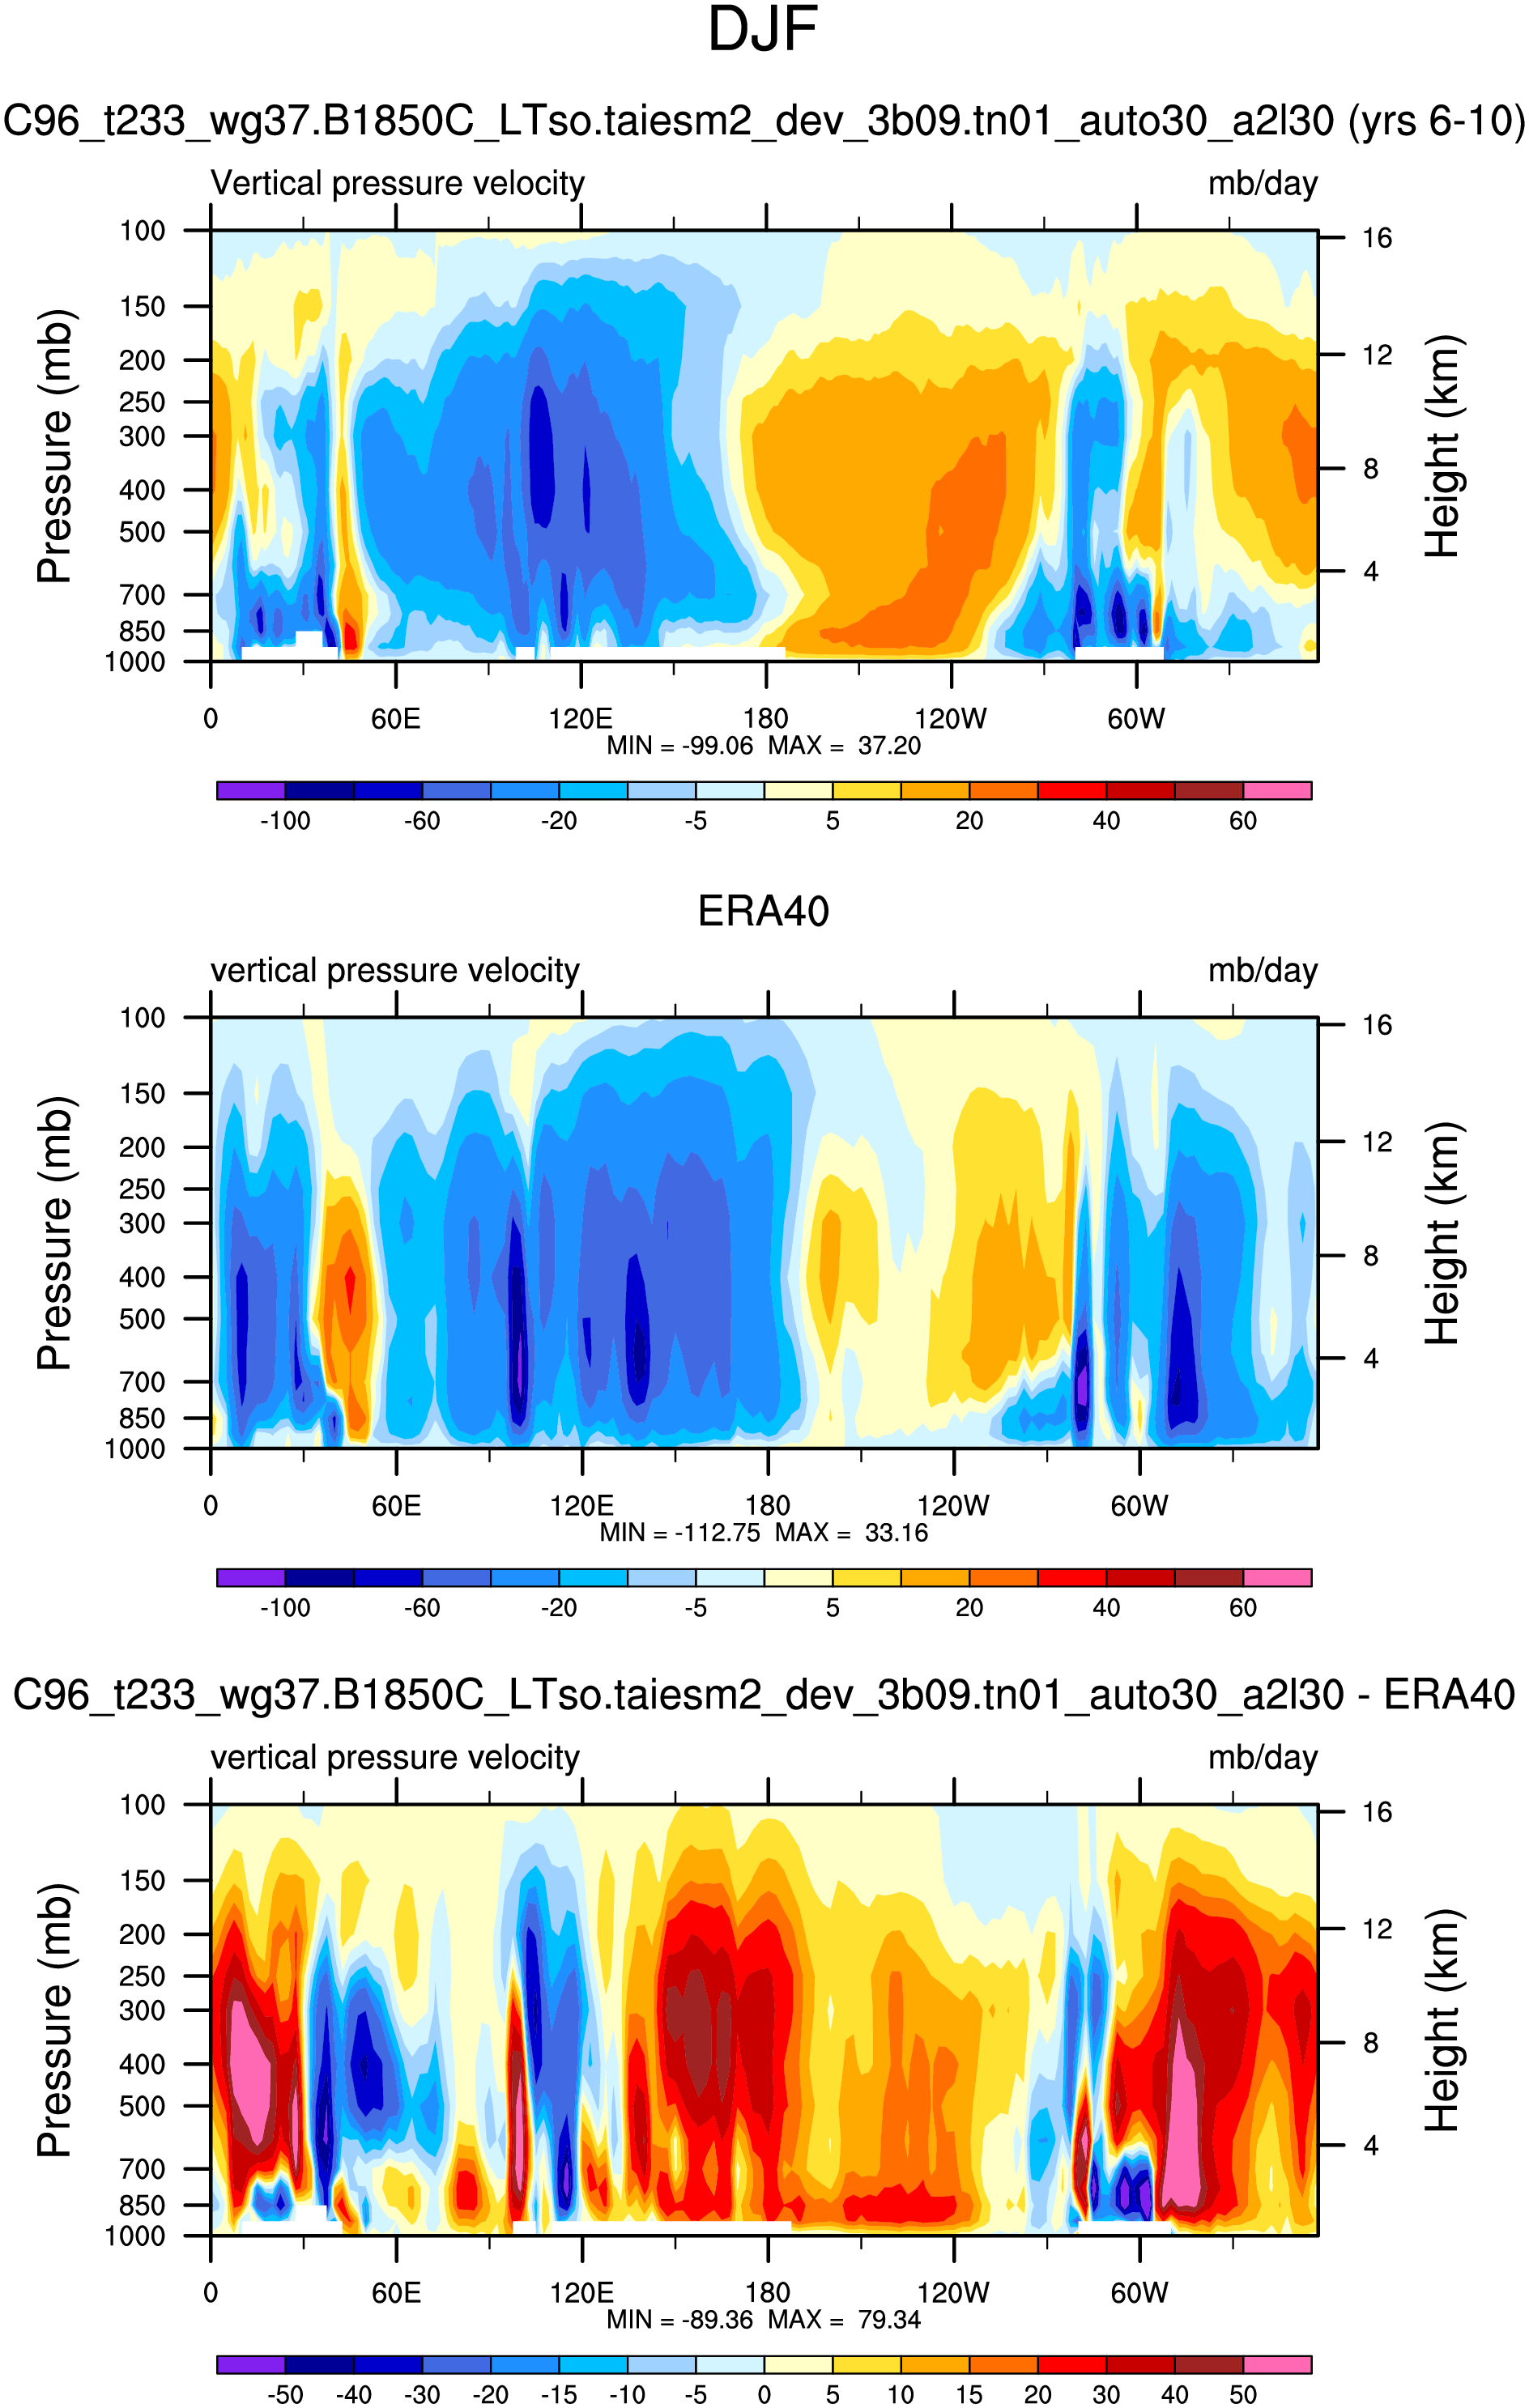 DJF
C96_t233_wg37.B1850C_LTso.taiesm2_dev_3b09.tn01_auto30_a2l30 (yrs 6-10)
Vertical pressure velocity mb/day
Pressure (mb)
100 150 200 250 300 400 500 700 850 1000
16 12 8 4
Height (km)
0 60E 120E 180 120W 60W
MIN = -99.06 MAX = 37.20
-100 -60 -20 -5 5 20 40 60
ERA40
vertical pressure velocity mb/day
Pressure (mb)
100 150 200 250 300 400 500 700 850 1000
16 12 8 4
Height (km)
0 60E 120E 180 120W 60W
MIN = -112.75 MAX = 33.16
-100 -60 -20 -5 5 20 40 60
C96_t233_wg37.B1850C_LTso.taiesm2_dev_3b09.tn01_auto30_a2l30 - ERA40
vertical pressure velocity mb/day
Pressure (mb)
100 150 200 250 300 400 500 700 850 1000
16 12 8 4
Height (km)
0 60E 120E 180 120W 60W
MIN = -89.36 MAX = 79.34
-50 -40 -30 -20 -15 -10 -5 0 5 10 15 20 30 40 50